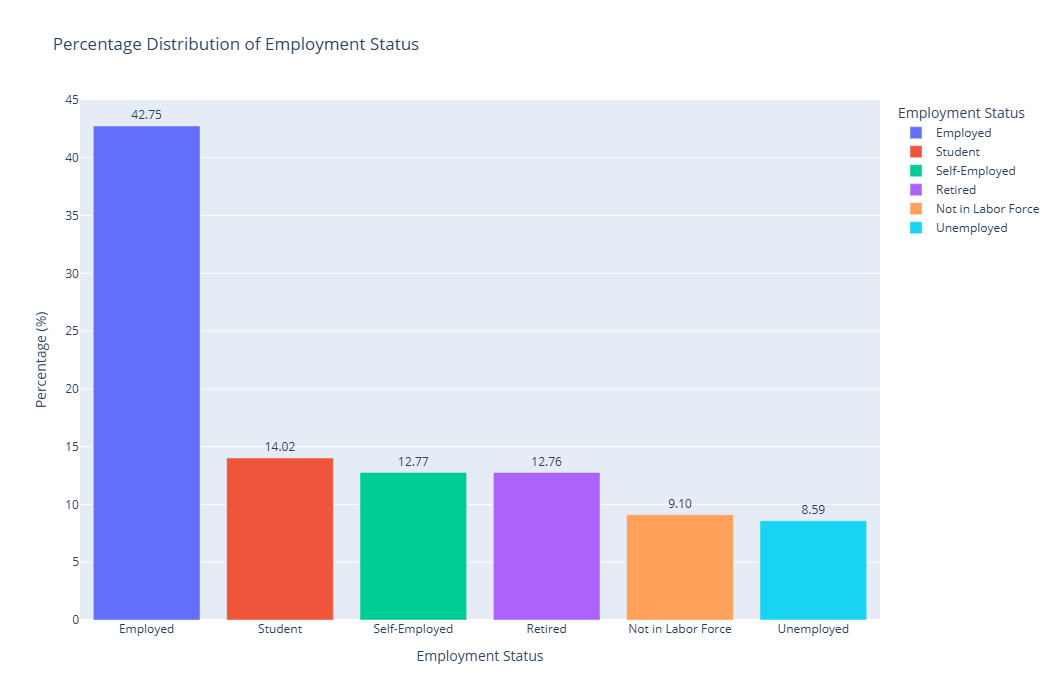 Percentage Distribution of Employment Status
Percentage (%)
45
40
35
30
25
20
15
10
5
0
42.75
14.02
12.77
12.76
9.10
8.59
Employed
Student
Self-Employed
Retired
Not in Labor Force
Unemployed
Employment Status
Employment Status
Employed
Student
Self-Employed
Retired
Not in Labor Force
Unemployed